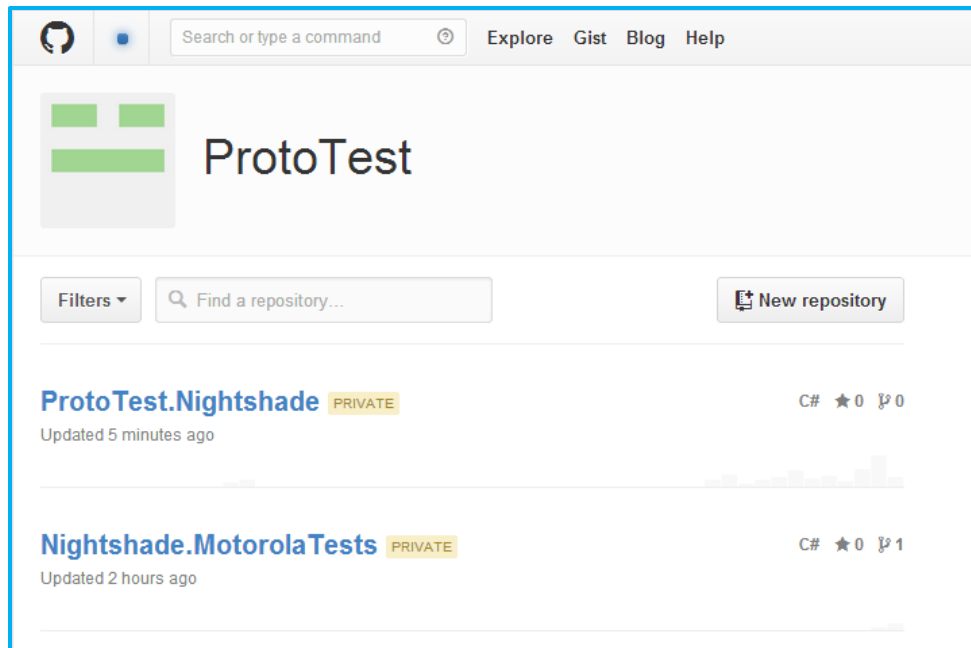 Search or type a command Explore Gist Blog Help
ProtoTest
Filters Find a repository... New repository
ProtoTest.Nightshade PRIVATE C# 0 0
Updated 5 minutes ago
Nightshade.MotorolaTests PRIVATE C# 0 1
Updated 2 hours ago